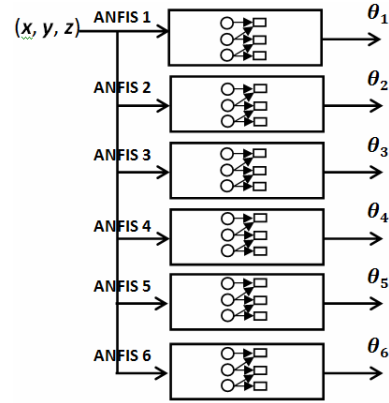 (x, y, z) ANFIS 1 θ₁
ANFIS 2 θ₂
ANFIS 3 θ₃
ANFIS 4 θ₄
ANFIS 5 θ₅
ANFIS 6 θ₆